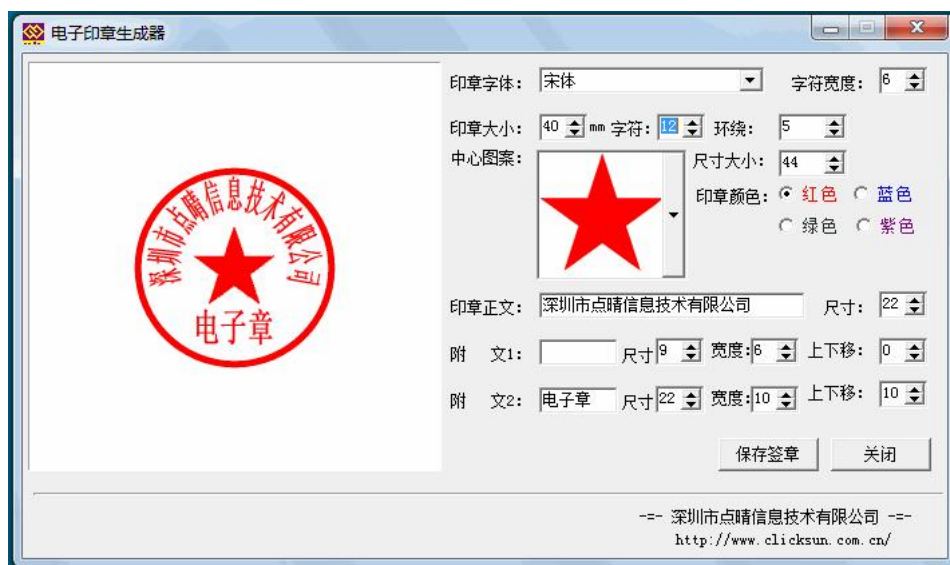 电子印章生成器
印章字体: 宋体 字符宽度: 6
印章大小: 40 mm 字符: 12 环绕: 5
中心图案: 尺寸大小: 44
印章颜色: 红色 蓝色
绿色 紫色
深圳市点晴信息技术有限公司
电子章
印章正文: 深圳市点晴信息技术有限公司 尺寸: 22
附 文1: 尺寸 9 宽度: 6 上下移: 0
附 文2: 电子章 尺寸 22 宽度: 10 上下移: 10
保存签章 关闭
-=- 深圳市点晴信息技术有限公司 -=-
http://www.clicksun.com.cn/